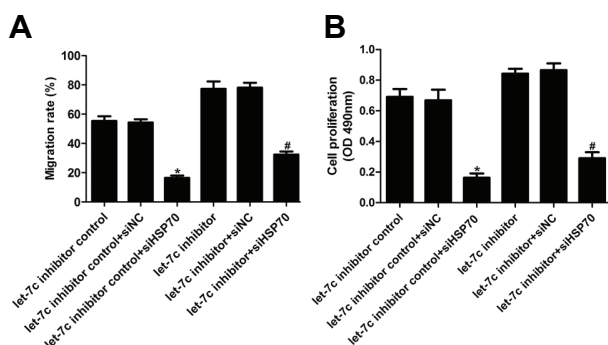 A
Migration rate (%)
100
80
60
40
20
0
*
#
let-7c inhibitor control
let-7c inhibitor control+siNC
let-7c inhibitor control+siHSP70
let-7c inhibitor
let-7c inhibitor+siNC
let-7c inhibitor+siHSP70
B
Cell proliferation
(OD 490nm)
1.0
0.8
0.6
0.4
0.2
0.0
*
#
let-7c inhibitor control
let-7c inhibitor control+siNC
let-7c inhibitor control+siHSP70
let-7c inhibitor
let-7c inhibitor+siNC
let-7c inhibitor+siHSP70